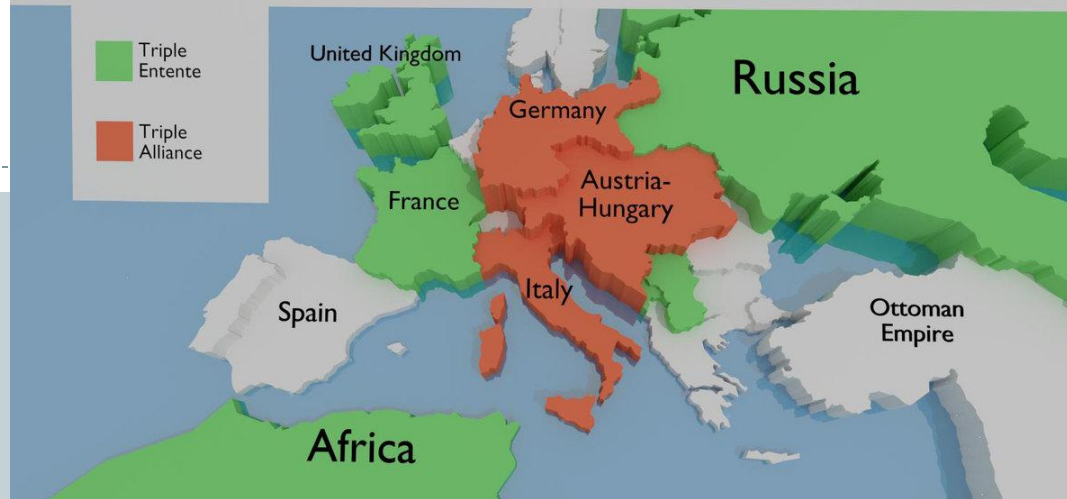 Triple
Entente
Triple
Alliance
United Kingdom
Russia
Germany
Austria-
Hungary
France
Italy
Spain
Ottoman
Empire
Africa